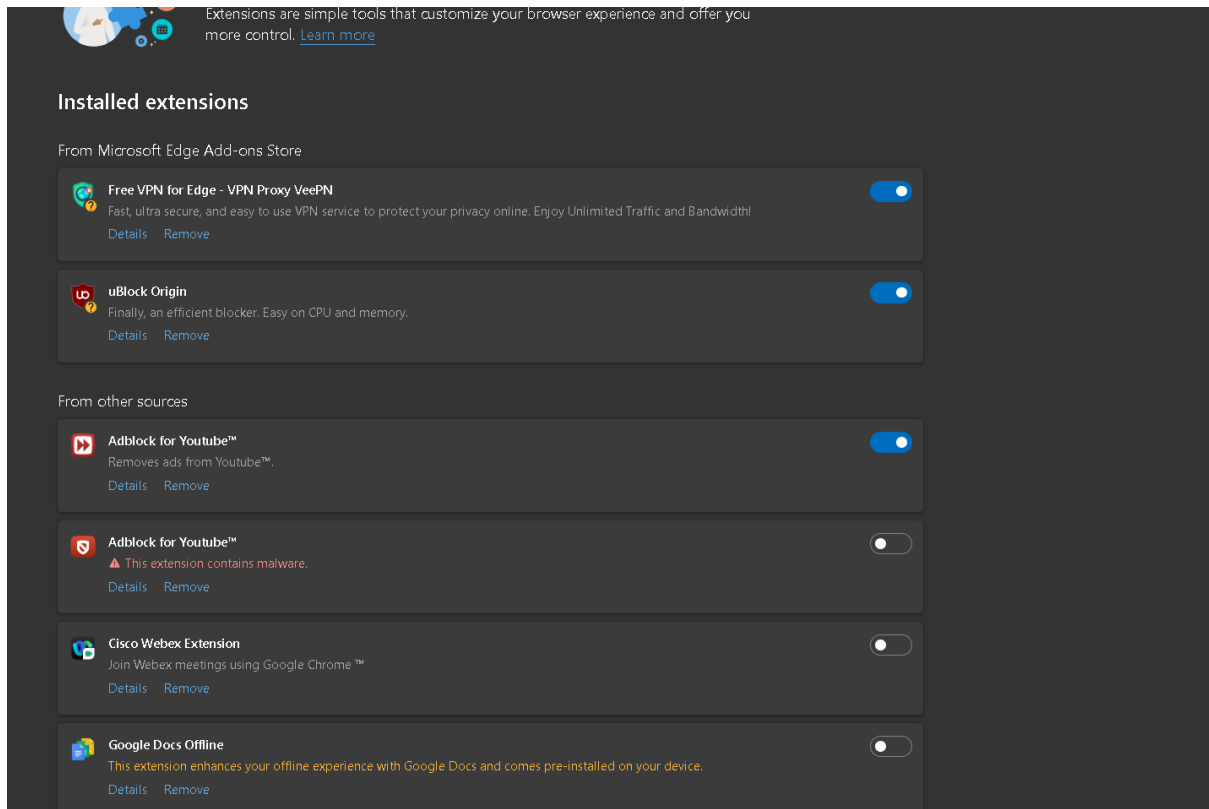 Extensions are simple tools that customize your browser experience and offer you
more control. Learn more
Installed extensions
From Microsoft Edge Add-ons Store
Free VPN for Edge - VPN Proxy VeePN
Fast, ultra secure, and easy to use VPN service to protect your privacy online. Enjoy Unlimited Traffic and Bandwidth!
Details Remove
uBlock Origin
Finally, an efficient blocker. Easy on CPU and memory.
Details Remove
From other sources
Adblock for Youtube™
Removes ads from Youtube™.
Details Remove
Adblock for Youtube™
This extension contains malware.
Details Remove
Cisco Webex Extension
Join Webex meetings using Google Chrome ™
Details Remove
Google Docs Offline
This extension enhances your offline experience with Google Docs and comes pre-installed on your device.
Details Remove